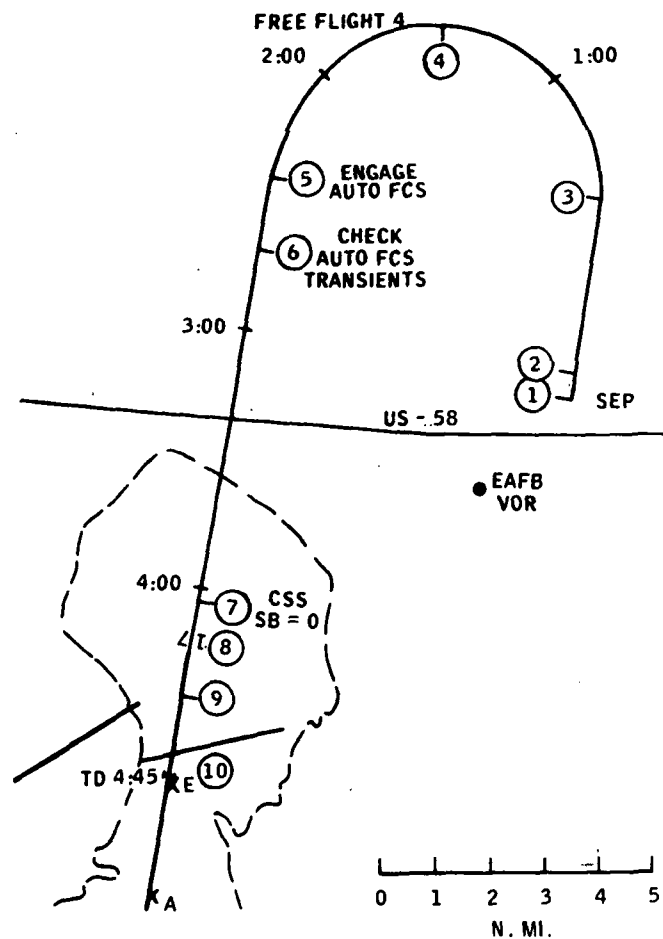 FREE FLIGHT 4
2:00
1:00
4
5
ENGAGE
AUTO FCS
3
6
CHECK
AUTO FCS
TRANSIENTS
3:00
2
1
SEP
US - 58
EAFB
VOR
4:00
7
CSS
SB = 0
17
8
9
TD 4:45
E
10
A
0 1 2 3 4 5
N. MI.